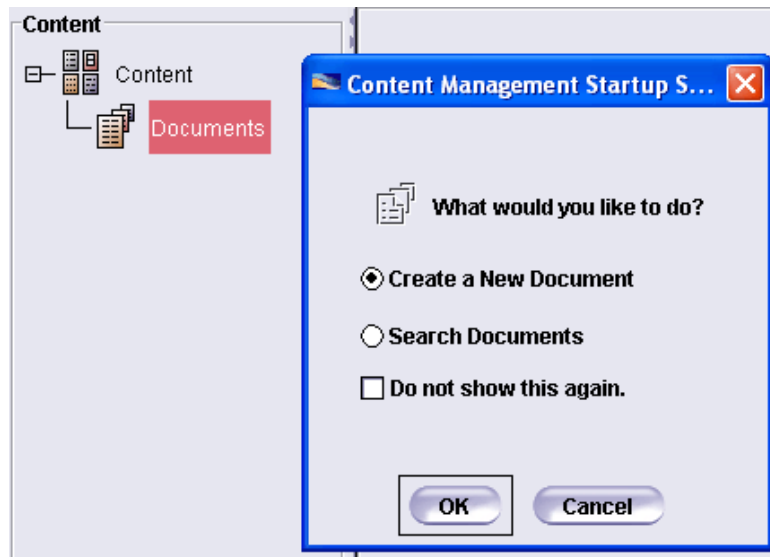 Content
Content
Documents
Content Management Startup S...
What would you like to do?
Create a New Document
Search Documents
Do not show this again.
OK
Cancel